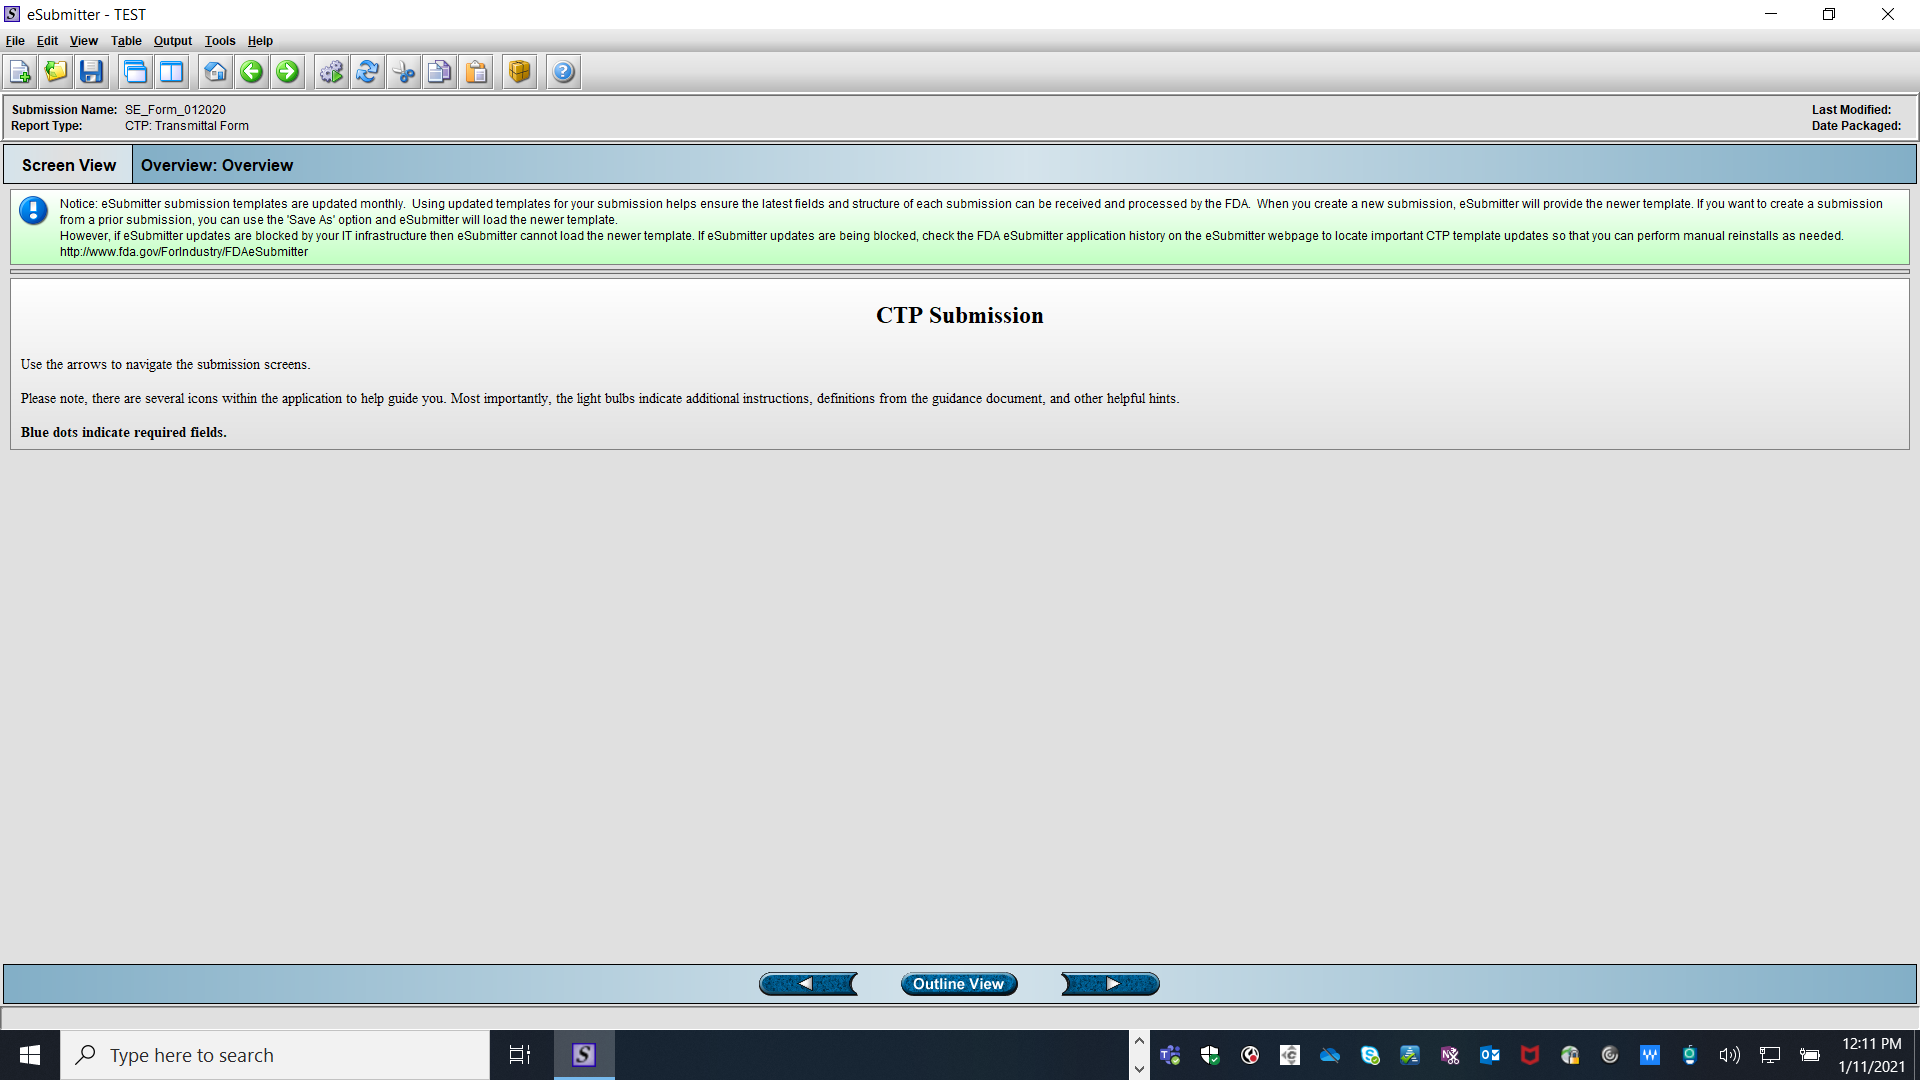 eSubmitter - TEST
File Edit View Table Output Tools Help
Submission Name: SE_Form_012020 Last Modified:
Report Type: CTP: Transmittal Form Date Packaged:
Screen View Overview: Overview
Notice: eSubmitter submission templates are updated monthly. Using updated templates for your submission helps ensure the latest fields and structure of each submission can be received and processed by the FDA. When you create a new submission, eSubmitter will provide the newer template. If you want to create a submission
from a prior submission, you can use the 'Save As' option and eSubmitter will load the newer template.
However, if eSubmitter updates are blocked by your IT infrastructure then eSubmitter cannot load the newer template. If eSubmitter updates are being blocked, check the FDA eSubmitter application history on the eSubmitter webpage to locate important CTP template updates so that you can perform manual reinstalls as needed.
http://www.fda.gov/ForIndustry/FDAeSubmitter
CTP Submission
Use the arrows to navigate the submission screens.
Please note, there are several icons within the application to help guide you. Most importantly, the light bulbs indicate additional instructions, definitions from the guidance document, and other helpful hints.
Blue dots indicate required fields.
Outline View
Type here to search
12:11 PM
1/11/2021